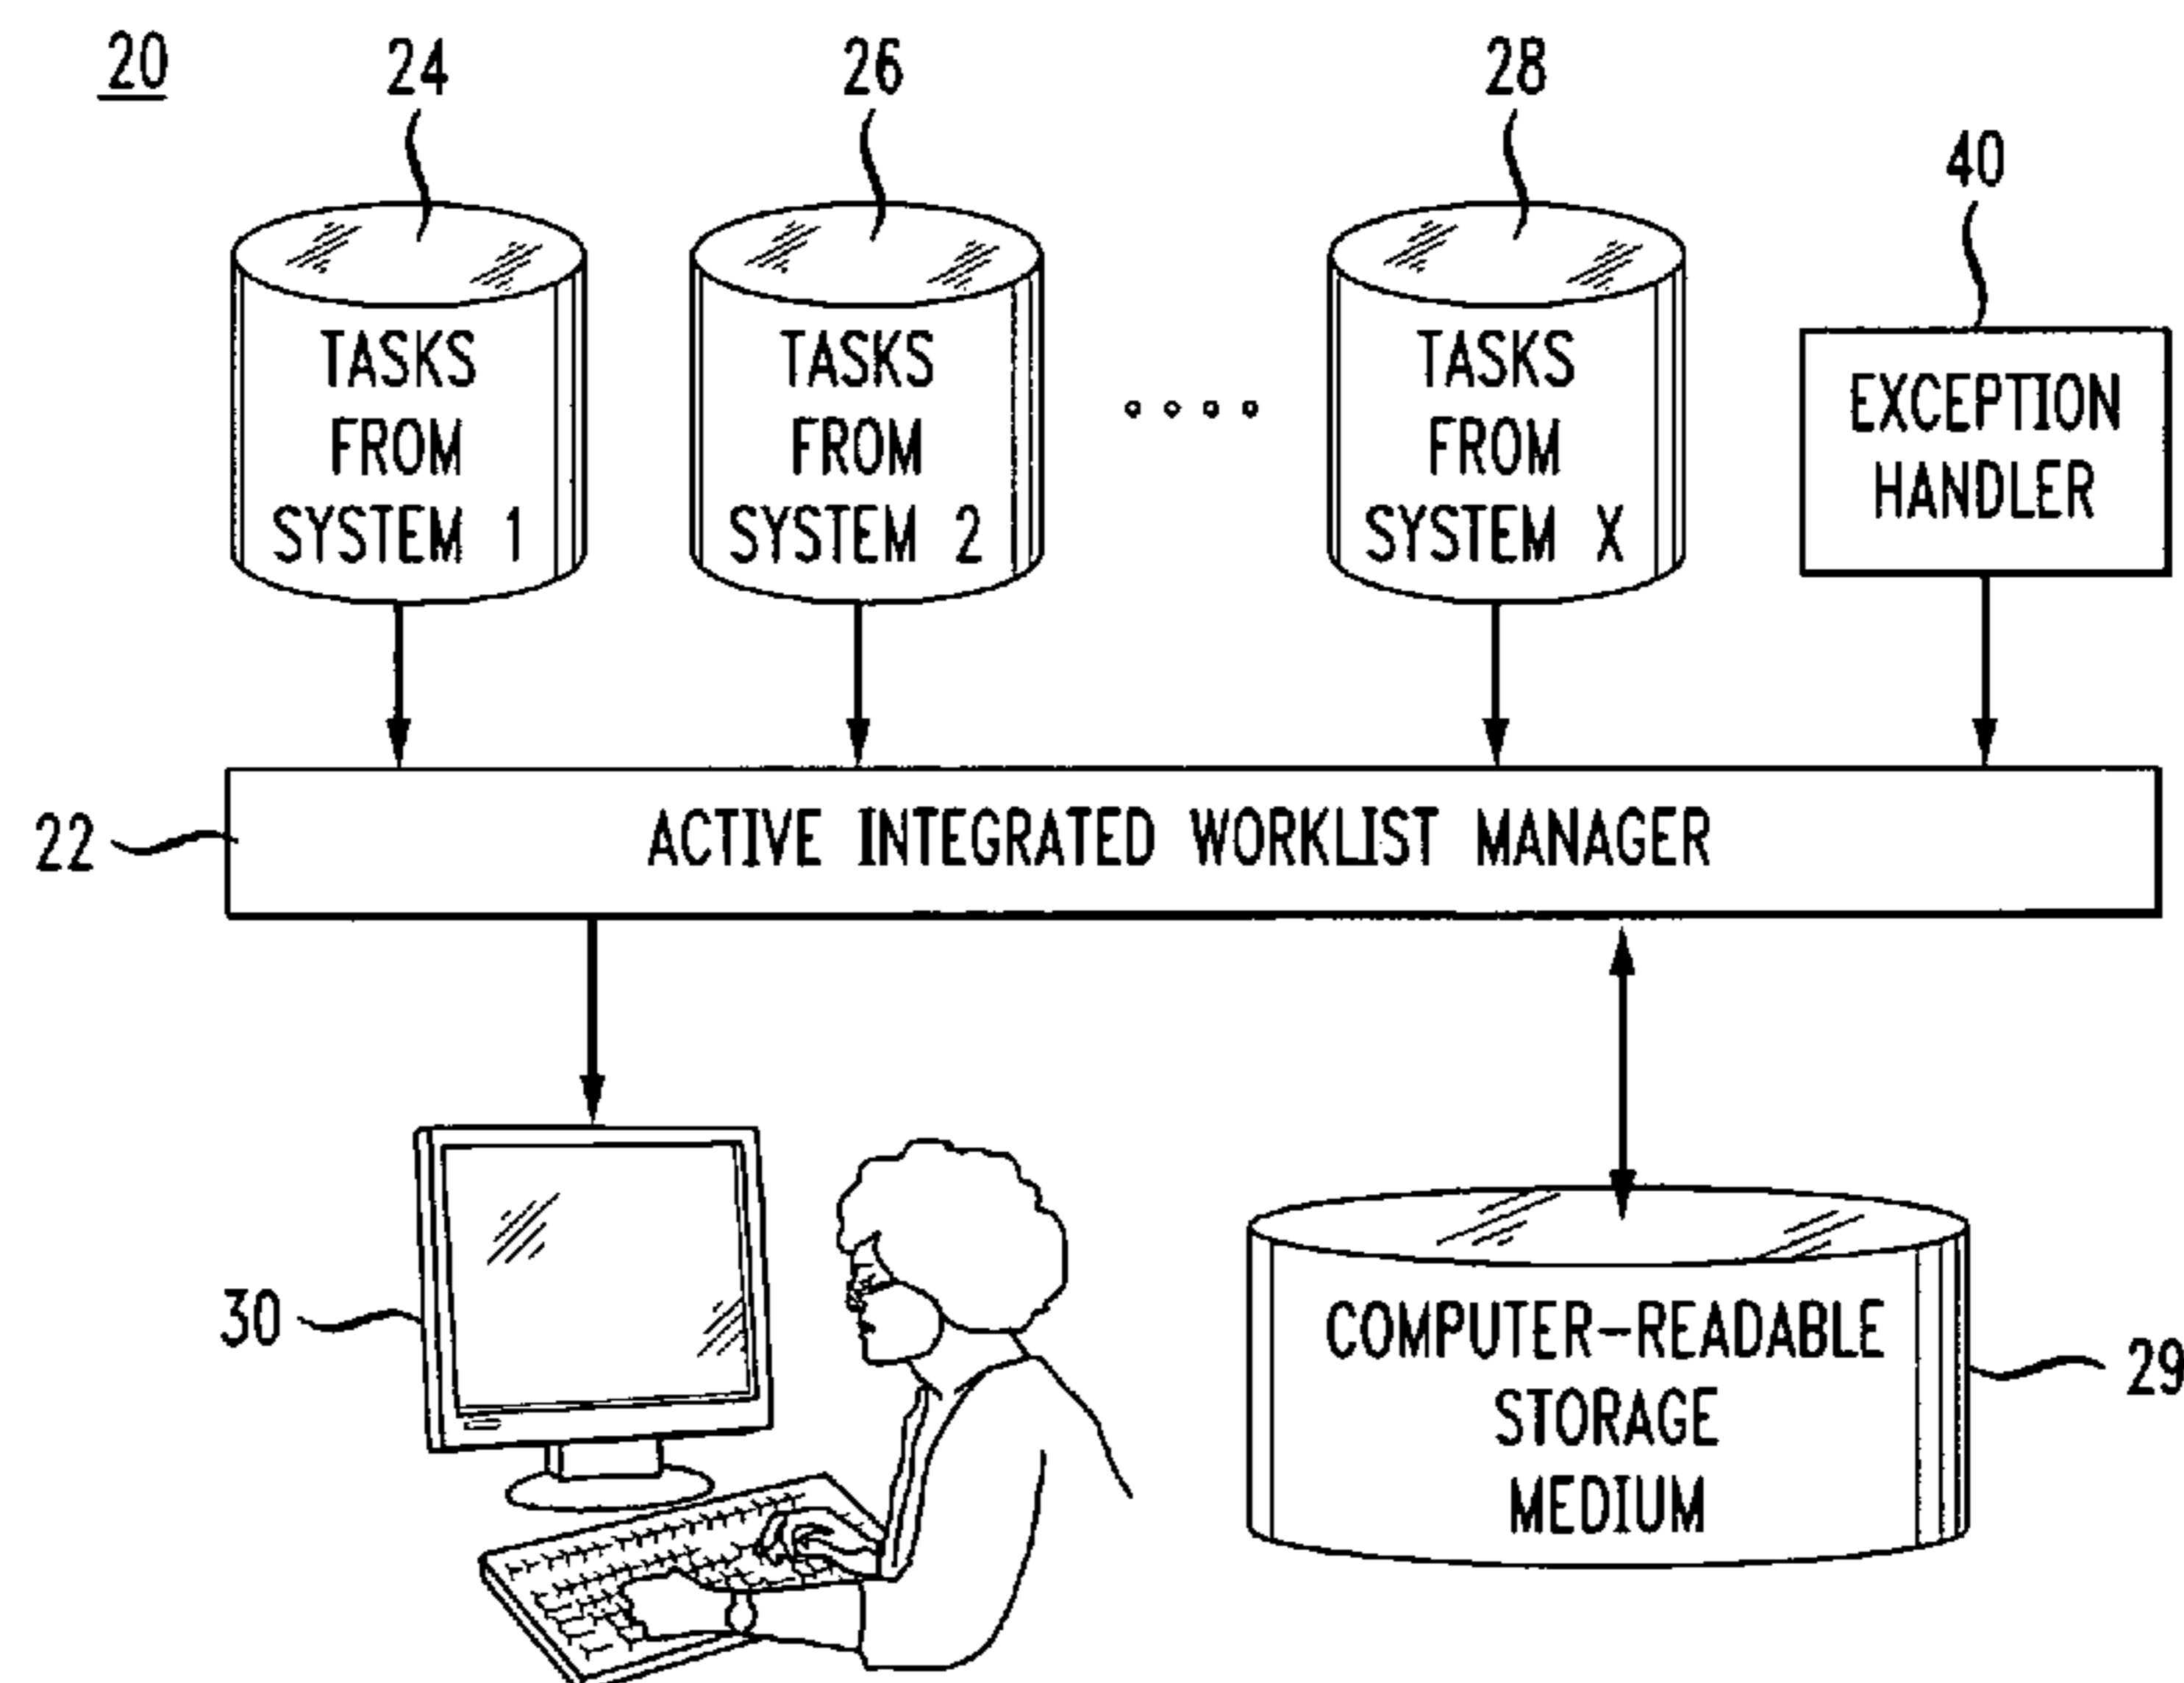 20
24
26
28
40
TASKS
FROM
SYSTEM 1
TASKS
FROM
SYSTEM 2
TASKS
FROM
SYSTEM X
EXCEPTION
HANDLER
22
ACTIVE INTEGRATED WORKLIST MANAGER
30
COMPUTER-READABLE
STORAGE
MEDIUM
29